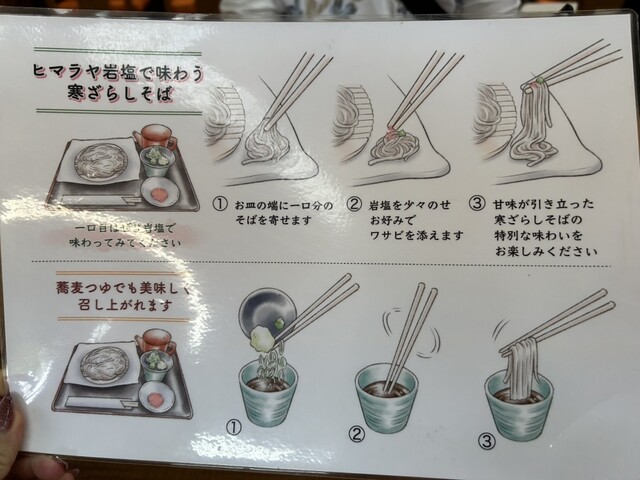 ヒマラヤ岩塩で味わう
寒ざらしそば
一口目はぜひ岩塩で
味わってみてください
① お皿の端に一口分の
そばを寄せます
② 岩塩を少々のせ
お好みで
ワサビを添えます
③ 甘味が引き立った
寒ざらしそばの
特別な味わいを
お楽しみください
蕎麦つゆでも美味しく
召し上がれます
①
②
③